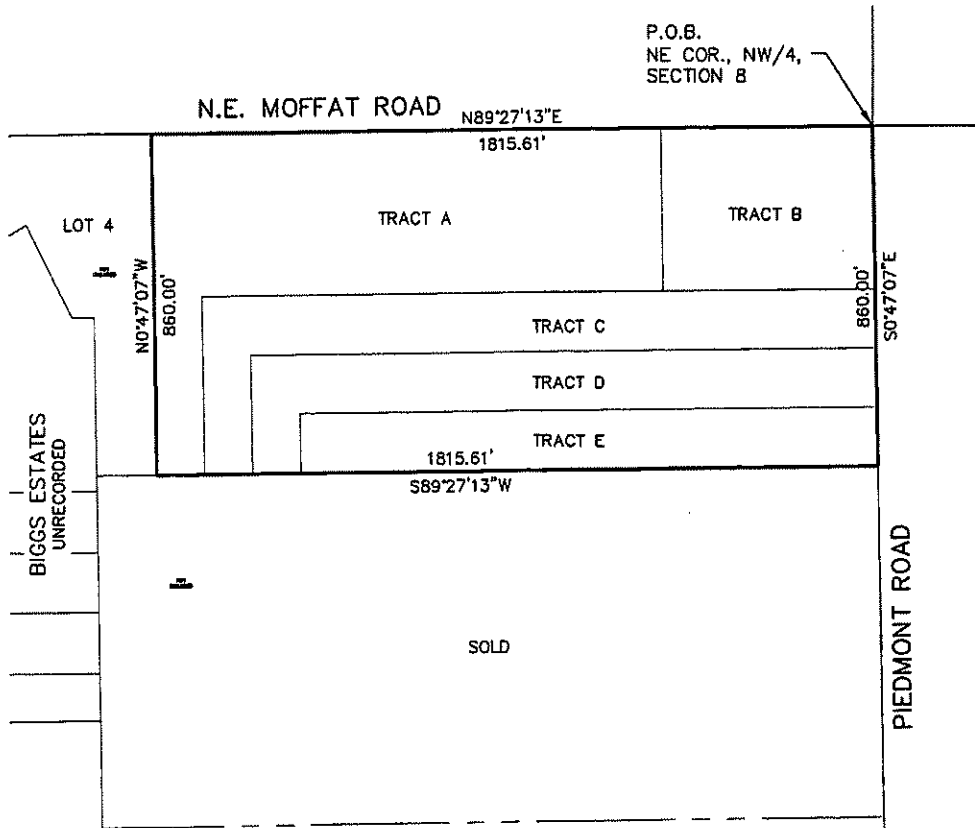 P.O.B.
NE COR., NW/4,
SECTION 8
N.E. MOFFAT ROAD
N89°27'13"E
1815.61'
LOT 4
TRACT A
TRACT B
N0°47'07"W
860.00'
860.00'
S0°47'07"E
TRACT C
TRACT D
TRACT E
1815.61'
S89°27'13"W
BIGGS ESTATES
UNRECORDED
SOLD
PIEDMONT ROAD